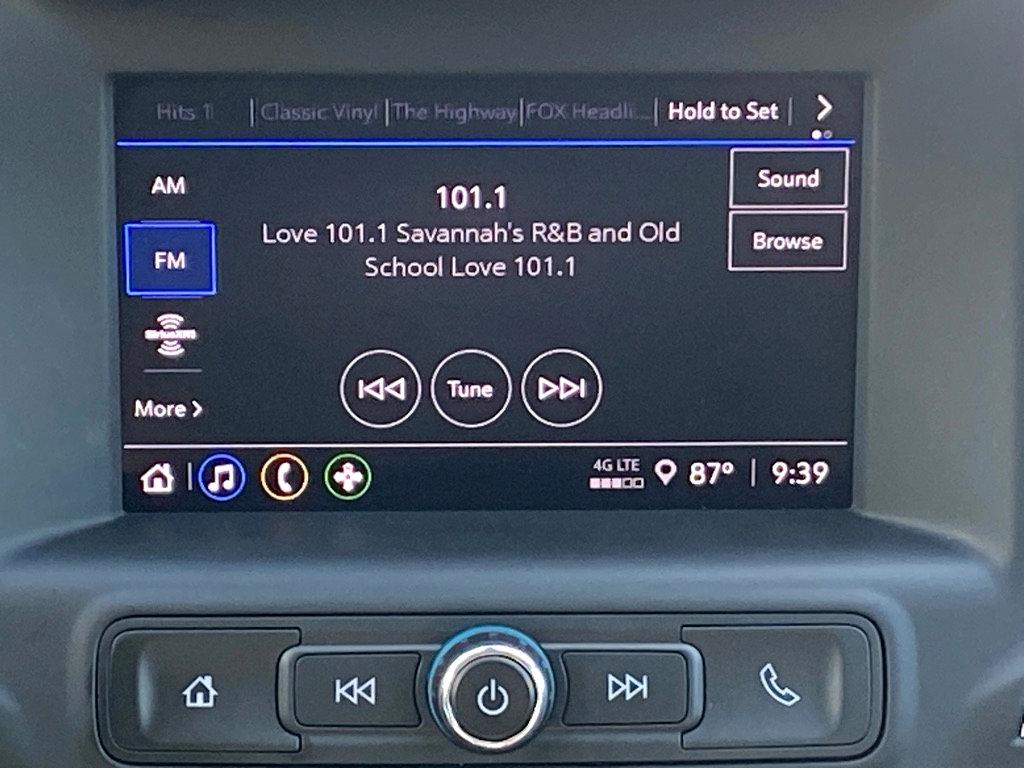 Hits 1 Classic Vinyl The Highway FOX Headli... Hold to Set
AM
Sound
101.1
Love 101.1 Savannah's R&B and Old
School Love 101.1
Browse
FM
SiriusXM
Tune
More
4G LTE
87° 9:39